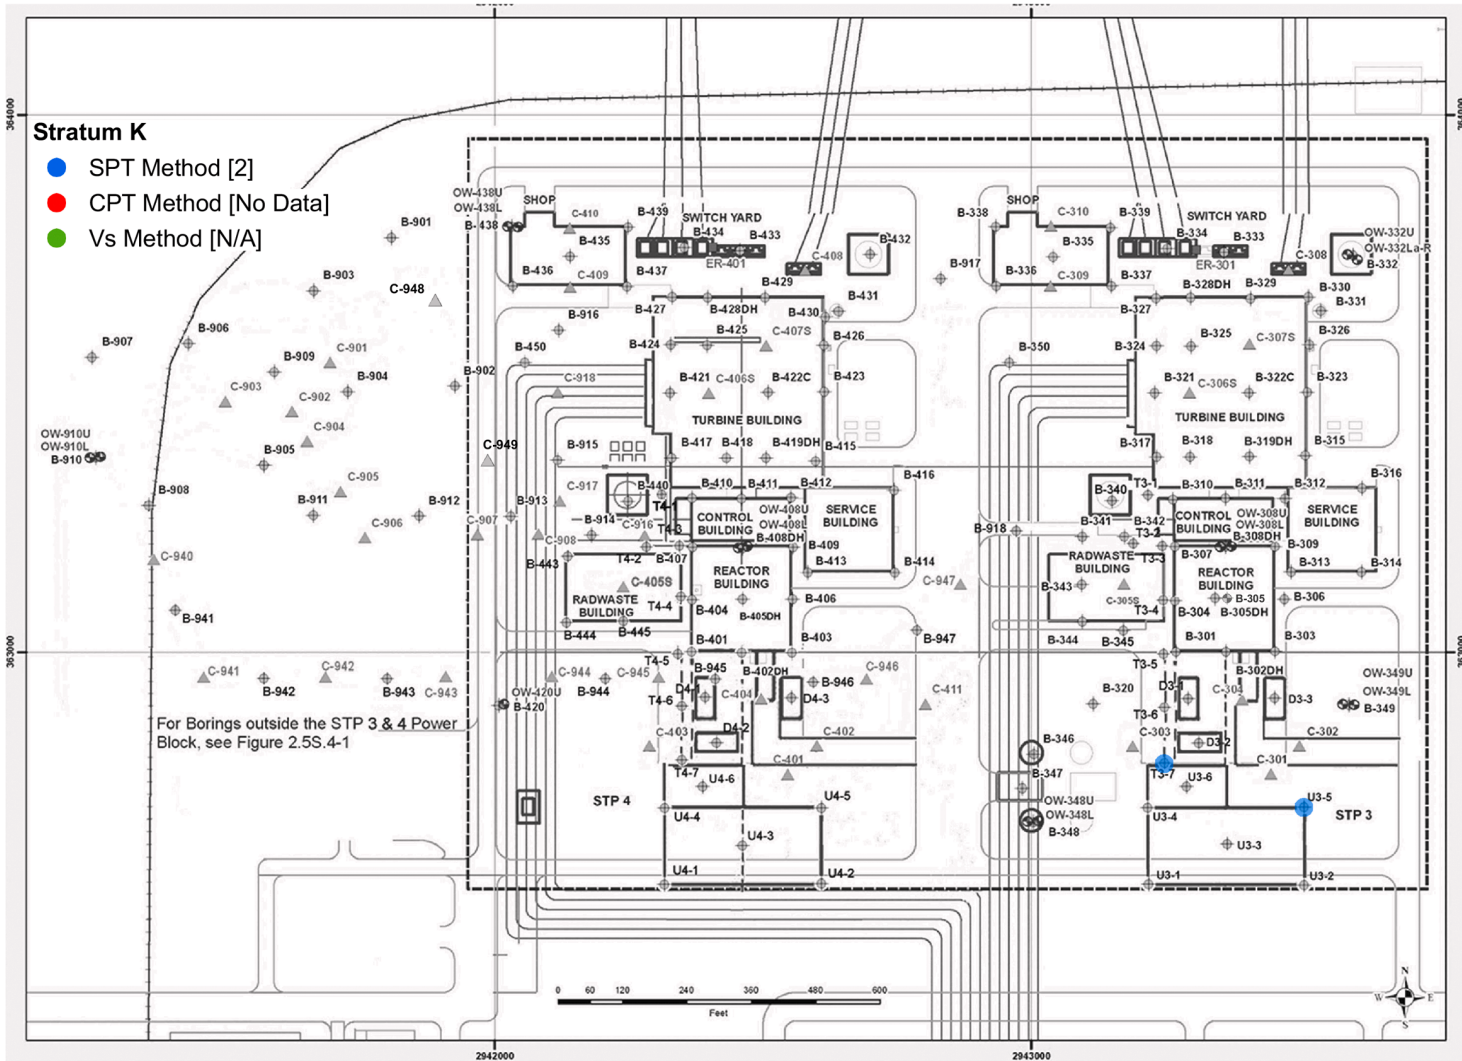 2942000
2943000
364000
364000
Stratum K
SPT Method [2]
CPT Method [No Data]
Vs Method [N/A]
OW-438U
OW-438L
B-438
SHOP
C-410
B-439
SWITCH YARD
B-434
B-433
B-435
ER-401
B-436
C-409
B-437
C-408
B-432
B-429
B-901
B-903
C-948
B-338
SHOP
C-310
B-339
SWITCH YARD
B-334
B-333
B-335
ER-301
B-336
C-309
B-337
C-308
OW-332U
OW-332La-R
B-332
B-917
B-328DH
B-329
B-330
B-331
B-327
B-431
B-427
B-428DH
B-430
B-916
B-906
B-907
B-425
C-407S
B-426
B-424
B-325
C-307S
B-326
B-324
B-450
B-350
B-909
C-901
B-904
B-902
C-903
C-902
C-904
C-918
B-421
C-406S
B-422C
B-423
TURBINE BUILDING
B-321
C-306S
B-322C
B-323
TURBINE BUILDING
OW-910U
OW-910L
B-910
B-905
C-949
B-915
B-417
B-418
B-419DH
B-415
B-317
B-318
B-319DH
B-315
B-908
C-905
B-911
B-912
C-906
C-907
B-913
C-917
B-440
B-410
B-411
B-412
B-416
T4-1
T4-3
B-914
C-916
C-908
CONTROL
BUILDING
OW-408U
OW-408L
B-408DH
SERVICE
BUILDING
B-409
T4-2
B-407
B-413
B-414
B-443
T3-1
B-310
B-311
B-312
B-316
B-340
B-341
B-342
B-918
T3-2
T3-3
CONTROL
BUILDING
OW-308U
OW-308L
B-308DH
SERVICE
BUILDING
B-307
B-309
B-313
B-314
C-940
B-941
C-405S
RADWASTE
BUILDING
T4-4
REACTOR
BUILDING
B-404
B-405DH
B-406
C-947
B-444
B-445
B-401
B-403
B-947
RADWASTE
BUILDING
B-343
C-305S
T3-4
REACTOR
BUILDING
B-304
B-305
B-305DH
B-306
B-344
B-345
B-301
B-303
363000
363000
C-941
B-942
C-942
B-943
C-943
C-944
B-944
C-945
T4-5
B-945
B-402DH
C-946
B-946
D4-1
C-404
D4-3
T4-6
OW-420U
B-420
C-411
D4-2
C-403
C-402
C-401
T4-7
U4-6
T3-5
B-302DH
D3-1
C-304
D3-3
T3-6
B-320
OW-349U
OW-349L
B-349
C-303
D3-2
C-302
C-301
B-346
B-347
T3-7
U3-6
OW-348U
OW-348L
B-348
For Borings outside the STP 3 & 4 Power
Block, see Figure 2.5S.4-1
STP 4
U4-4
U4-5
U4-3
U4-1
U4-2
U3-4
U3-5
STP 3
U3-3
U3-1
U3-2
0 60 120 240 360 480 600
Feet
N
W E
S
2942000
2943000